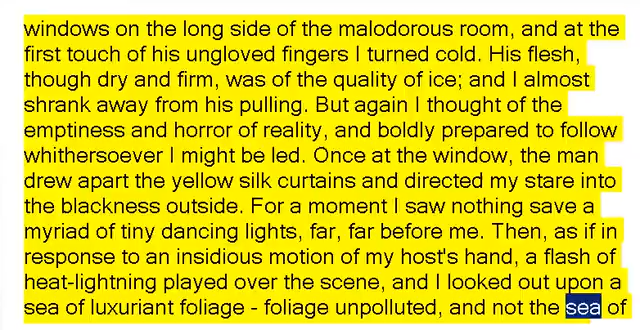 windows on the long side of the malodorous room, and at the
first touch of his ungloved fingers I turned cold. His flesh,
though dry and firm, was of the quality of ice; and I almost
shrank away from his pulling. But again I thought of the
emptiness and horror of reality, and boldly prepared to follow
whithersoever I might be led. Once at the window, the man
drew apart the yellow silk curtains and directed my stare into
the blackness outside. For a moment I saw nothing save a
myriad of tiny dancing lights, far, far before me. Then, as if in
response to an insidious motion of my host's hand, a flash of
heat-lightning played over the scene, and I looked out upon a
sea of luxuriant foliage - foliage unpolluted, and not the sea of